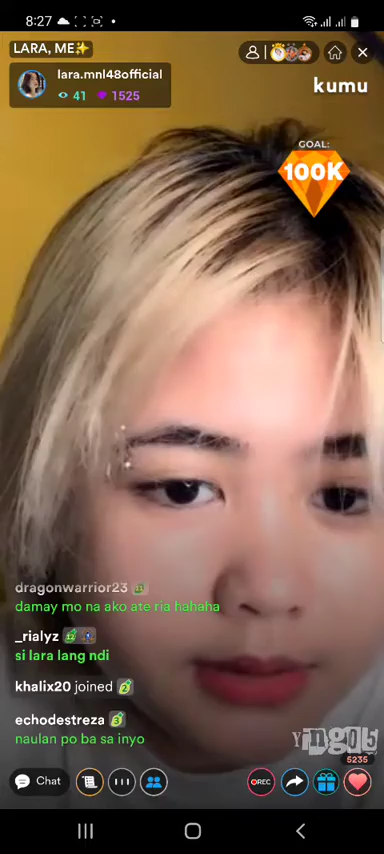 8:27
LARA, ME✨
lara.mnl48official
41 1525
kumu
GOAL:
100K
dragonwarrior23
damay mo na ako ate ria hahaha
_rialyz
si lara lang ndi
khalix20 joined
echodestreza
naulan po ba sa inyo
5235
Chat
REC